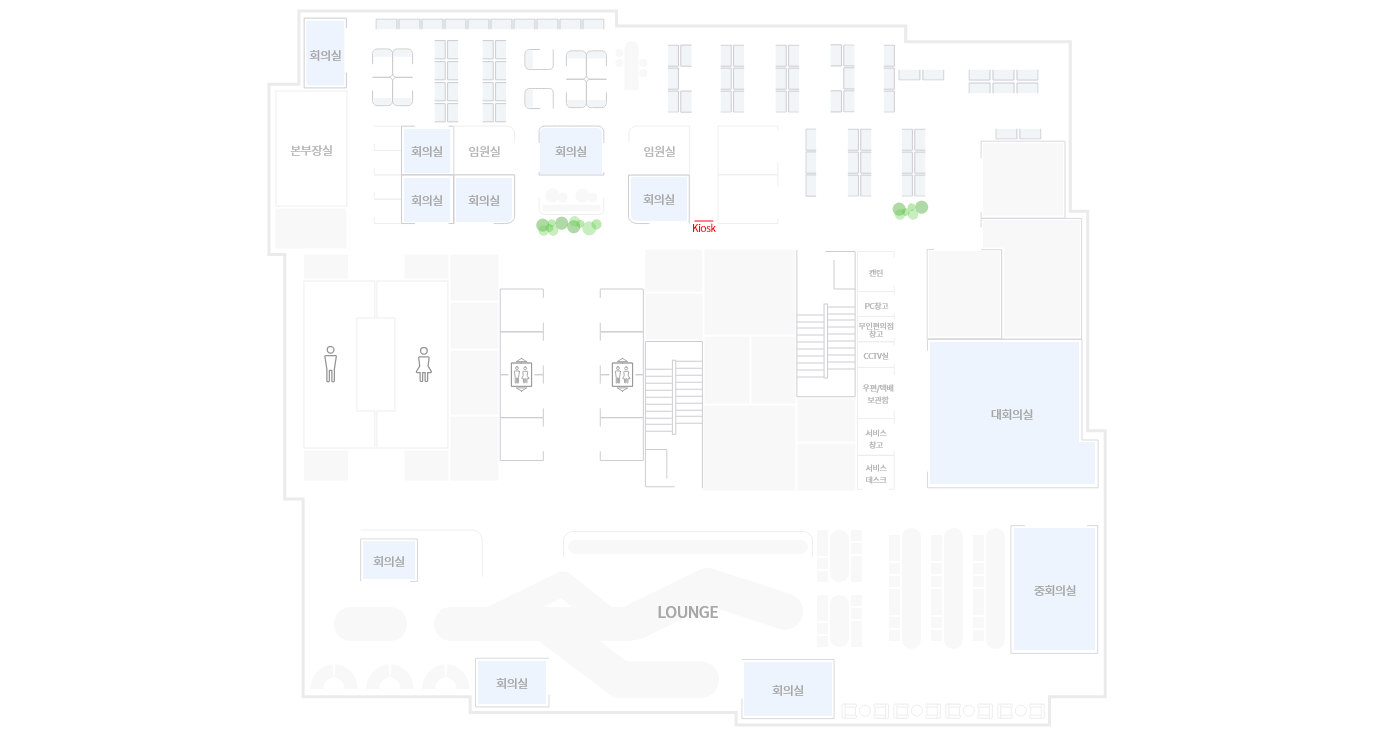 회의실
본부장실
회의실
임원실
회의실
임원실
회의실
회의실
회의실
Kiosk
캔틴
PC창고
무인편의점
창고
CCTV실
우편/택배
보관함
서비스
창고
서비스
데스크
대회의실
회의실
중회의실
LOUNGE
회의실
회의실